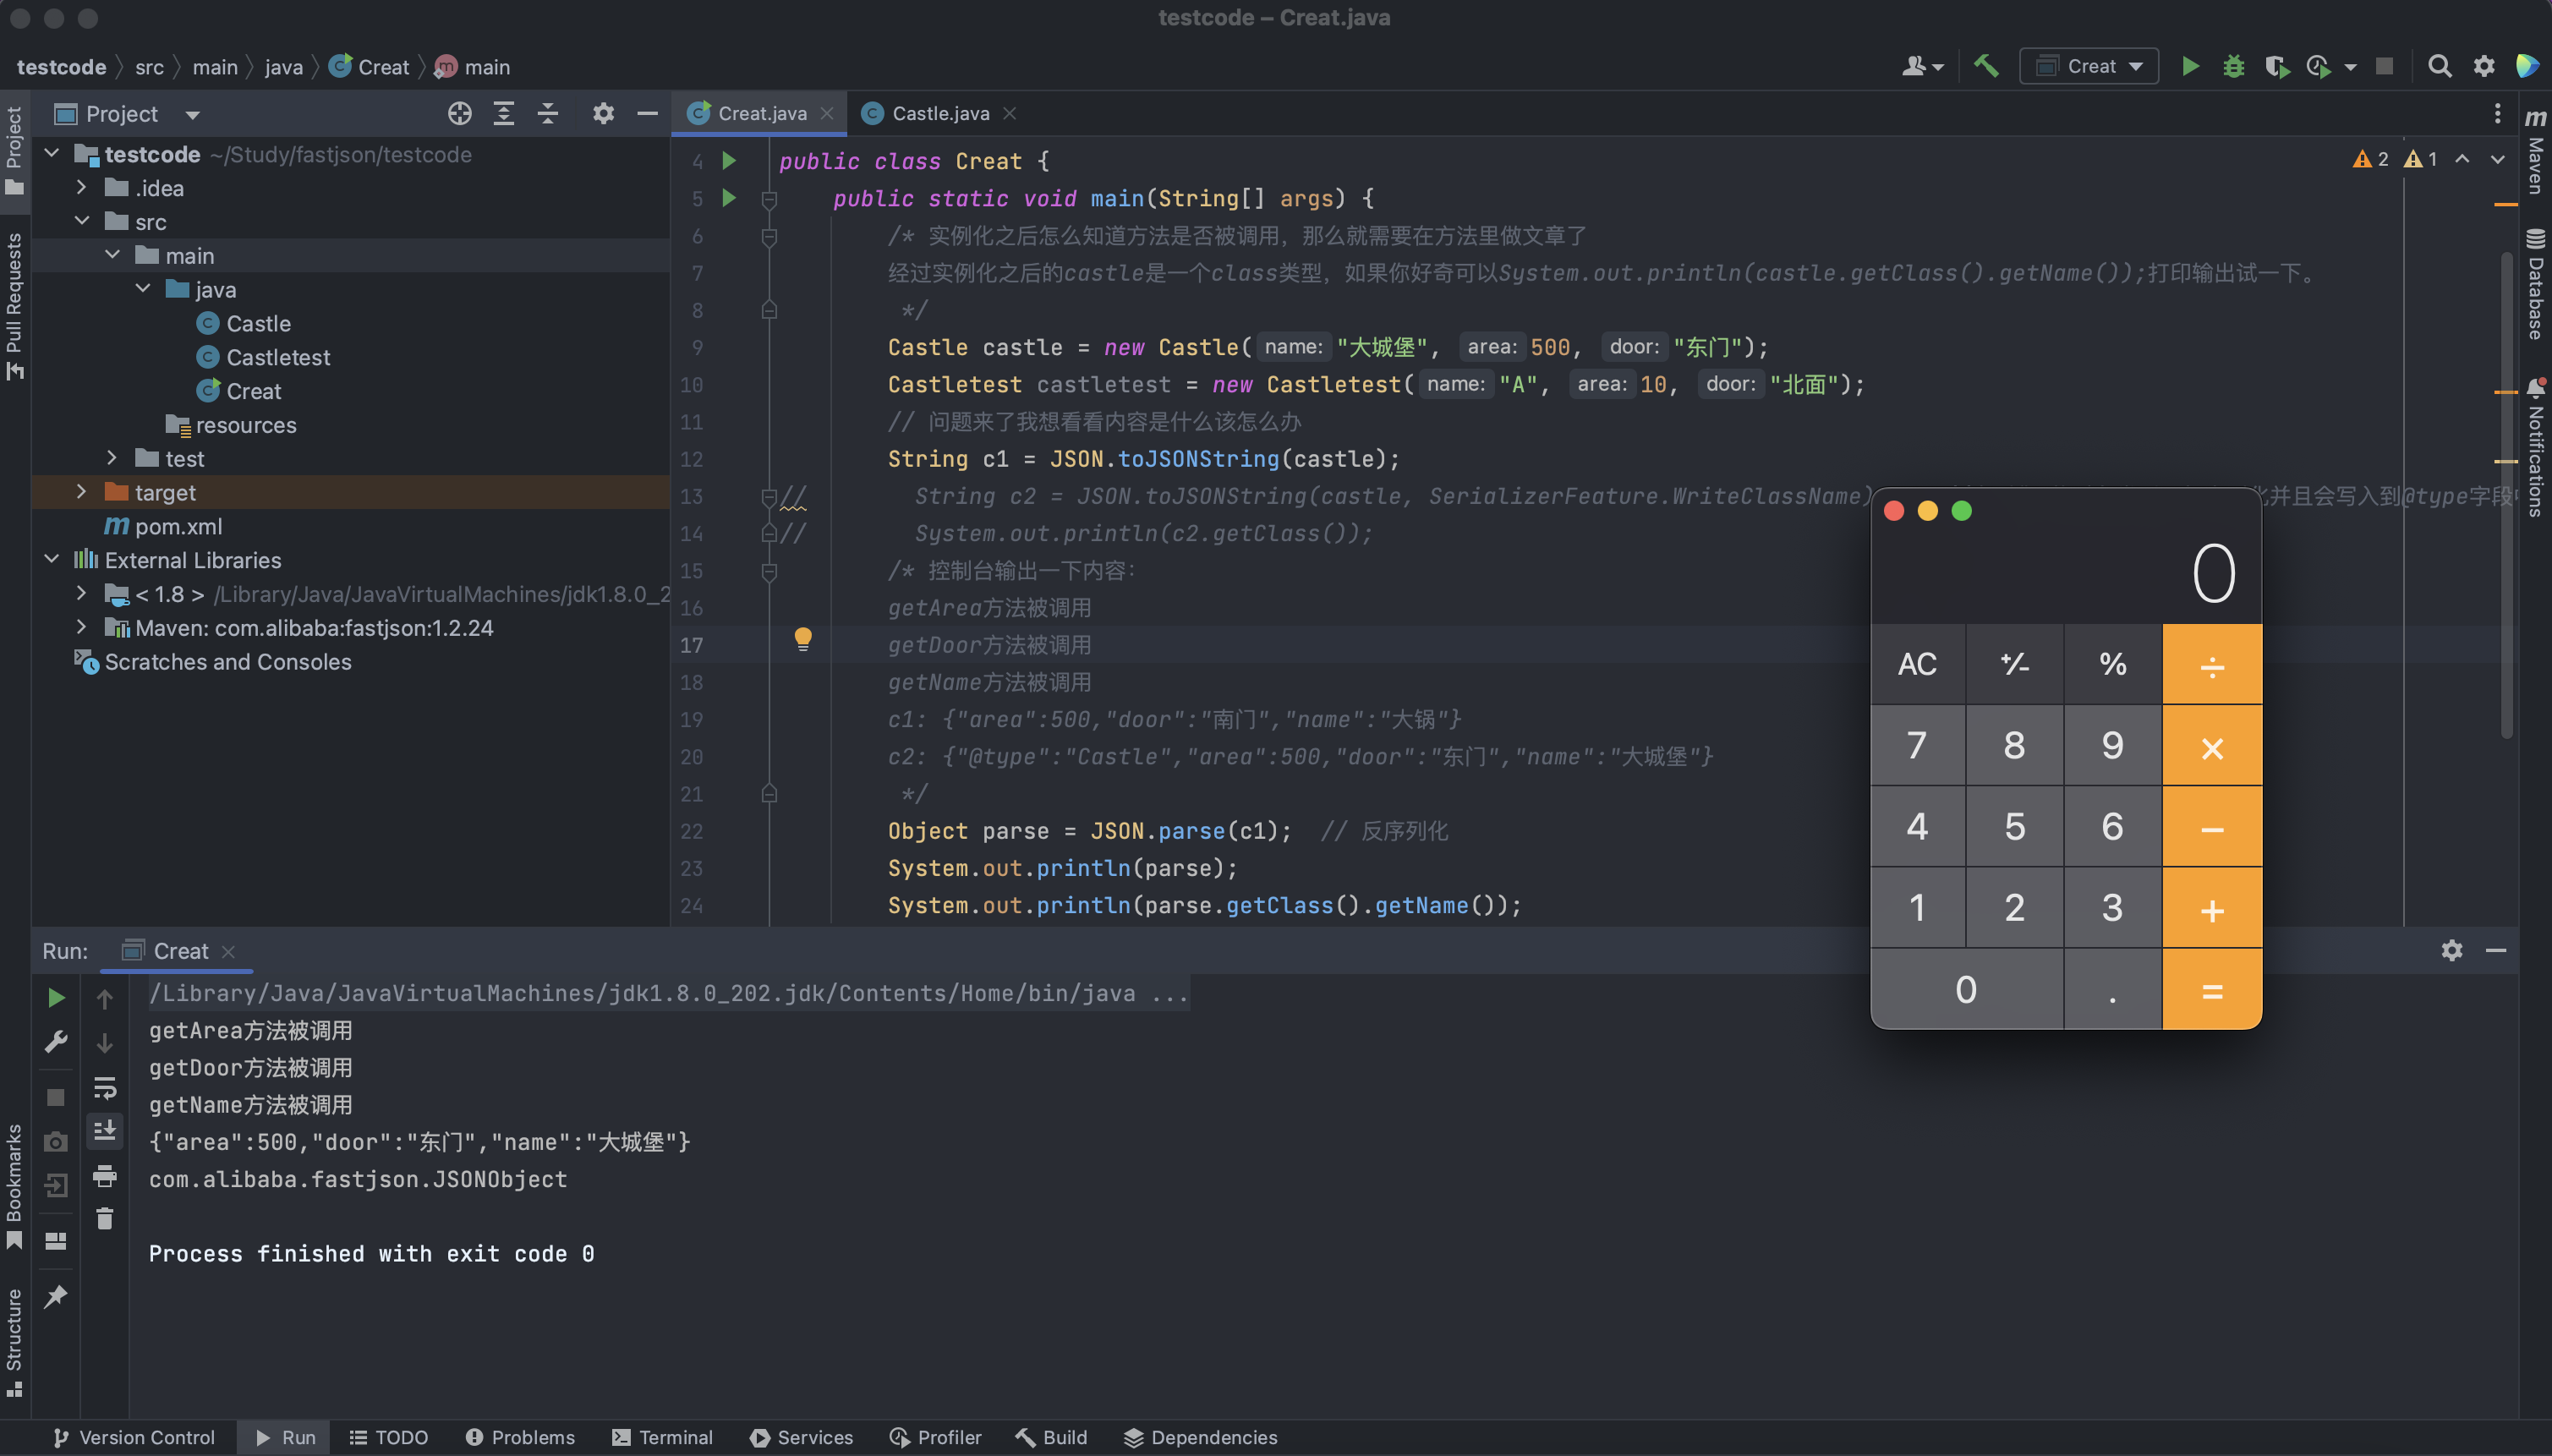 testcode – Creat.java
testcode src main java Creat main
Creat
Project
Creat.java
Castle.java
testcode ~/Study/fastjson/testcode
.idea
src
main
java
Castle
Castletest
Creat
resources
test
target
pom.xml
External Libraries
< 1.8 > /Library/Java/JavaVirtualMachines/jdk1.8.0_2
Maven: com.alibaba:fastjson:1.2.24
Scratches and Consoles
Project
Pull Requests
Bookmarks
Structure
2 1
4 public class Creat {
5 public static void main(String[] args) {
6 /* 实例化之后怎么知道方法是否被调用，那么就需要在方法里做文章了
7 经过实例化之后的castle是一个class类型，如果你好奇可以System.out.println(castle.getClass().getName());打印输出试一下。
8 */
9 Castle castle = new Castle( name: "大城堡", area: 500, door: "东门");
10 Castletest castletest = new Castletest( name: "A", area: 10, door: "北面");
11 // 问题来了我想看看内容是什么该怎么办
12 String c1 = JSON.toJSONString(castle);
13 // String c2 = JSON.toJSONString(castle, SerializerFeature.WriteClassName) 化并且会写入到@type字段
14 // System.out.println(c2.getClass());
15 /* 控制台输出一下内容：
16 getArea方法被调用
17 getDoor方法被调用
18 getName方法被调用
19 c1: {"area":500,"door":"南门","name":"大锅"}
20 c2: {"@type":"Castle","area":500,"door":"东门","name":"大城堡"}
21 */
22 Object parse = JSON.parse(c1); // 反序列化
23 System.out.println(parse);
24 System.out.println(parse.getClass().getName());
m Maven
Database
Notifications
0
AC ⁺∕₋ % ÷
7 8 9 ×
4 5 6 −
1 2 3 +
0 . =
Run: Creat
/Library/Java/JavaVirtualMachines/jdk1.8.0_202.jdk/Contents/Home/bin/java ...
getArea方法被调用
getDoor方法被调用
getName方法被调用
{"area":500,"door":"东门","name":"大城堡"}
com.alibaba.fastjson.JSONObject
Process finished with exit code 0
Version Control Run TODO Problems Terminal Services Profiler Build Dependencies